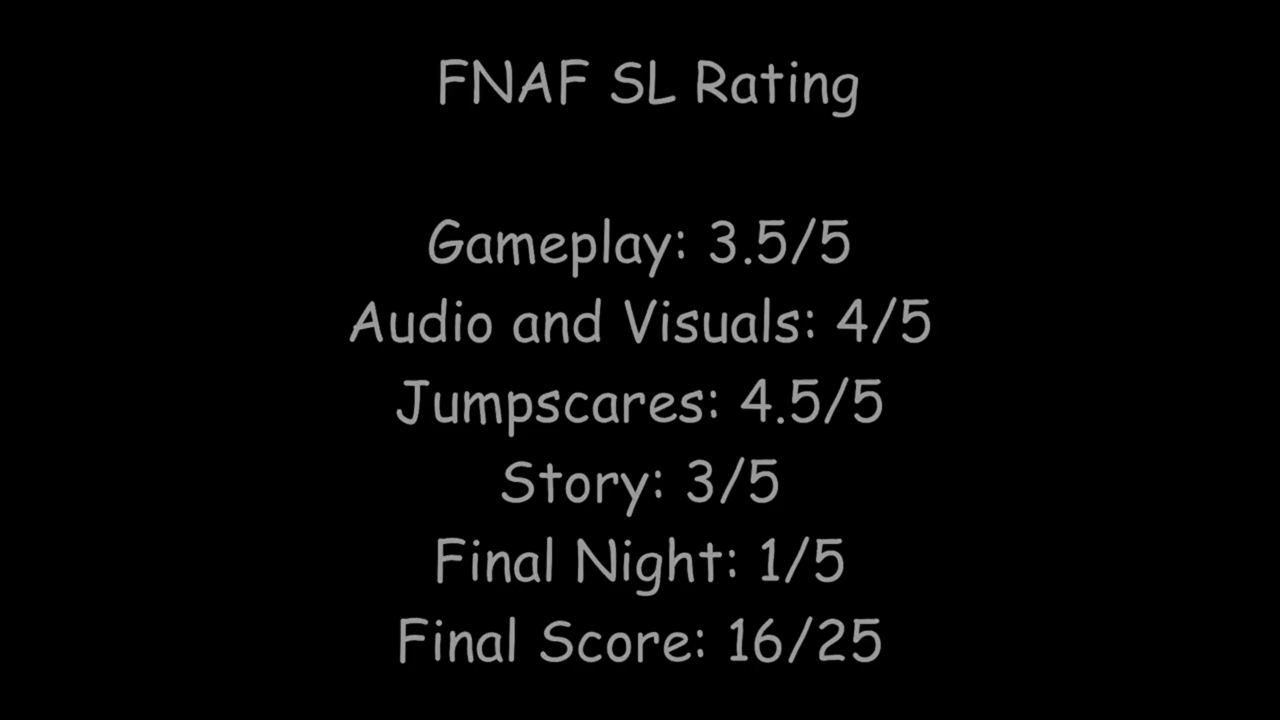 FNAF SL Rating
Gameplay: 3.5/5
Audio and Visuals: 4/5
Jumpscares: 4.5/5
Story: 3/5
Final Night: 1/5
Final Score: 16/25